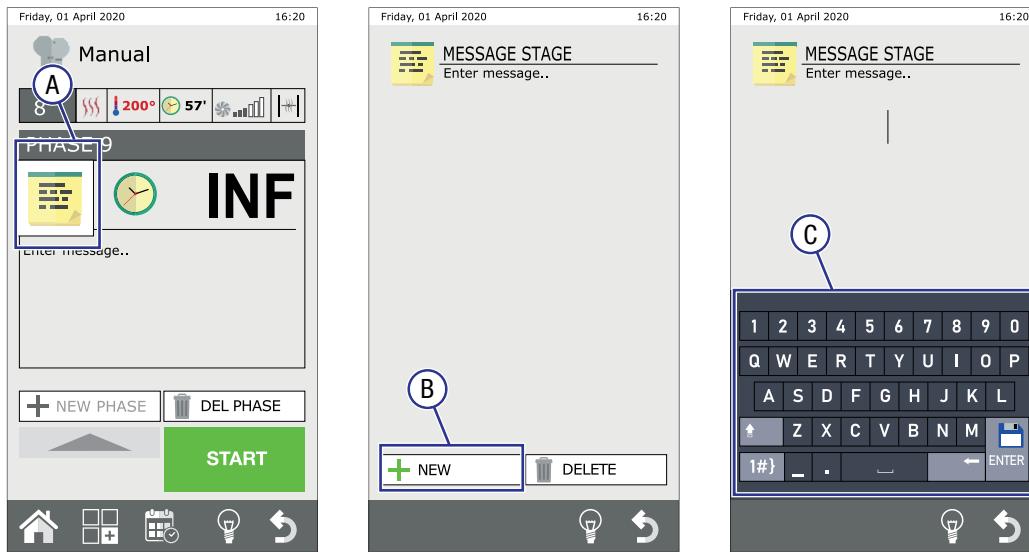 Friday, 01 April 2020 16:20
Manual
A
8 200° 57'
PHASE 9
INF
Enter message..
NEW PHASE DEL PHASE
START
Friday, 01 April 2020 16:20
MESSAGE STAGE
Enter message..
B
NEW DELETE
Friday, 01 April 2020 16:20
MESSAGE STAGE
Enter message..
C
1 2 3 4 5 6 7 8 9 0
Q W E R T Y U I O P
A S D F G H J K L
Z X C V B N M
1#} _ . ENTER